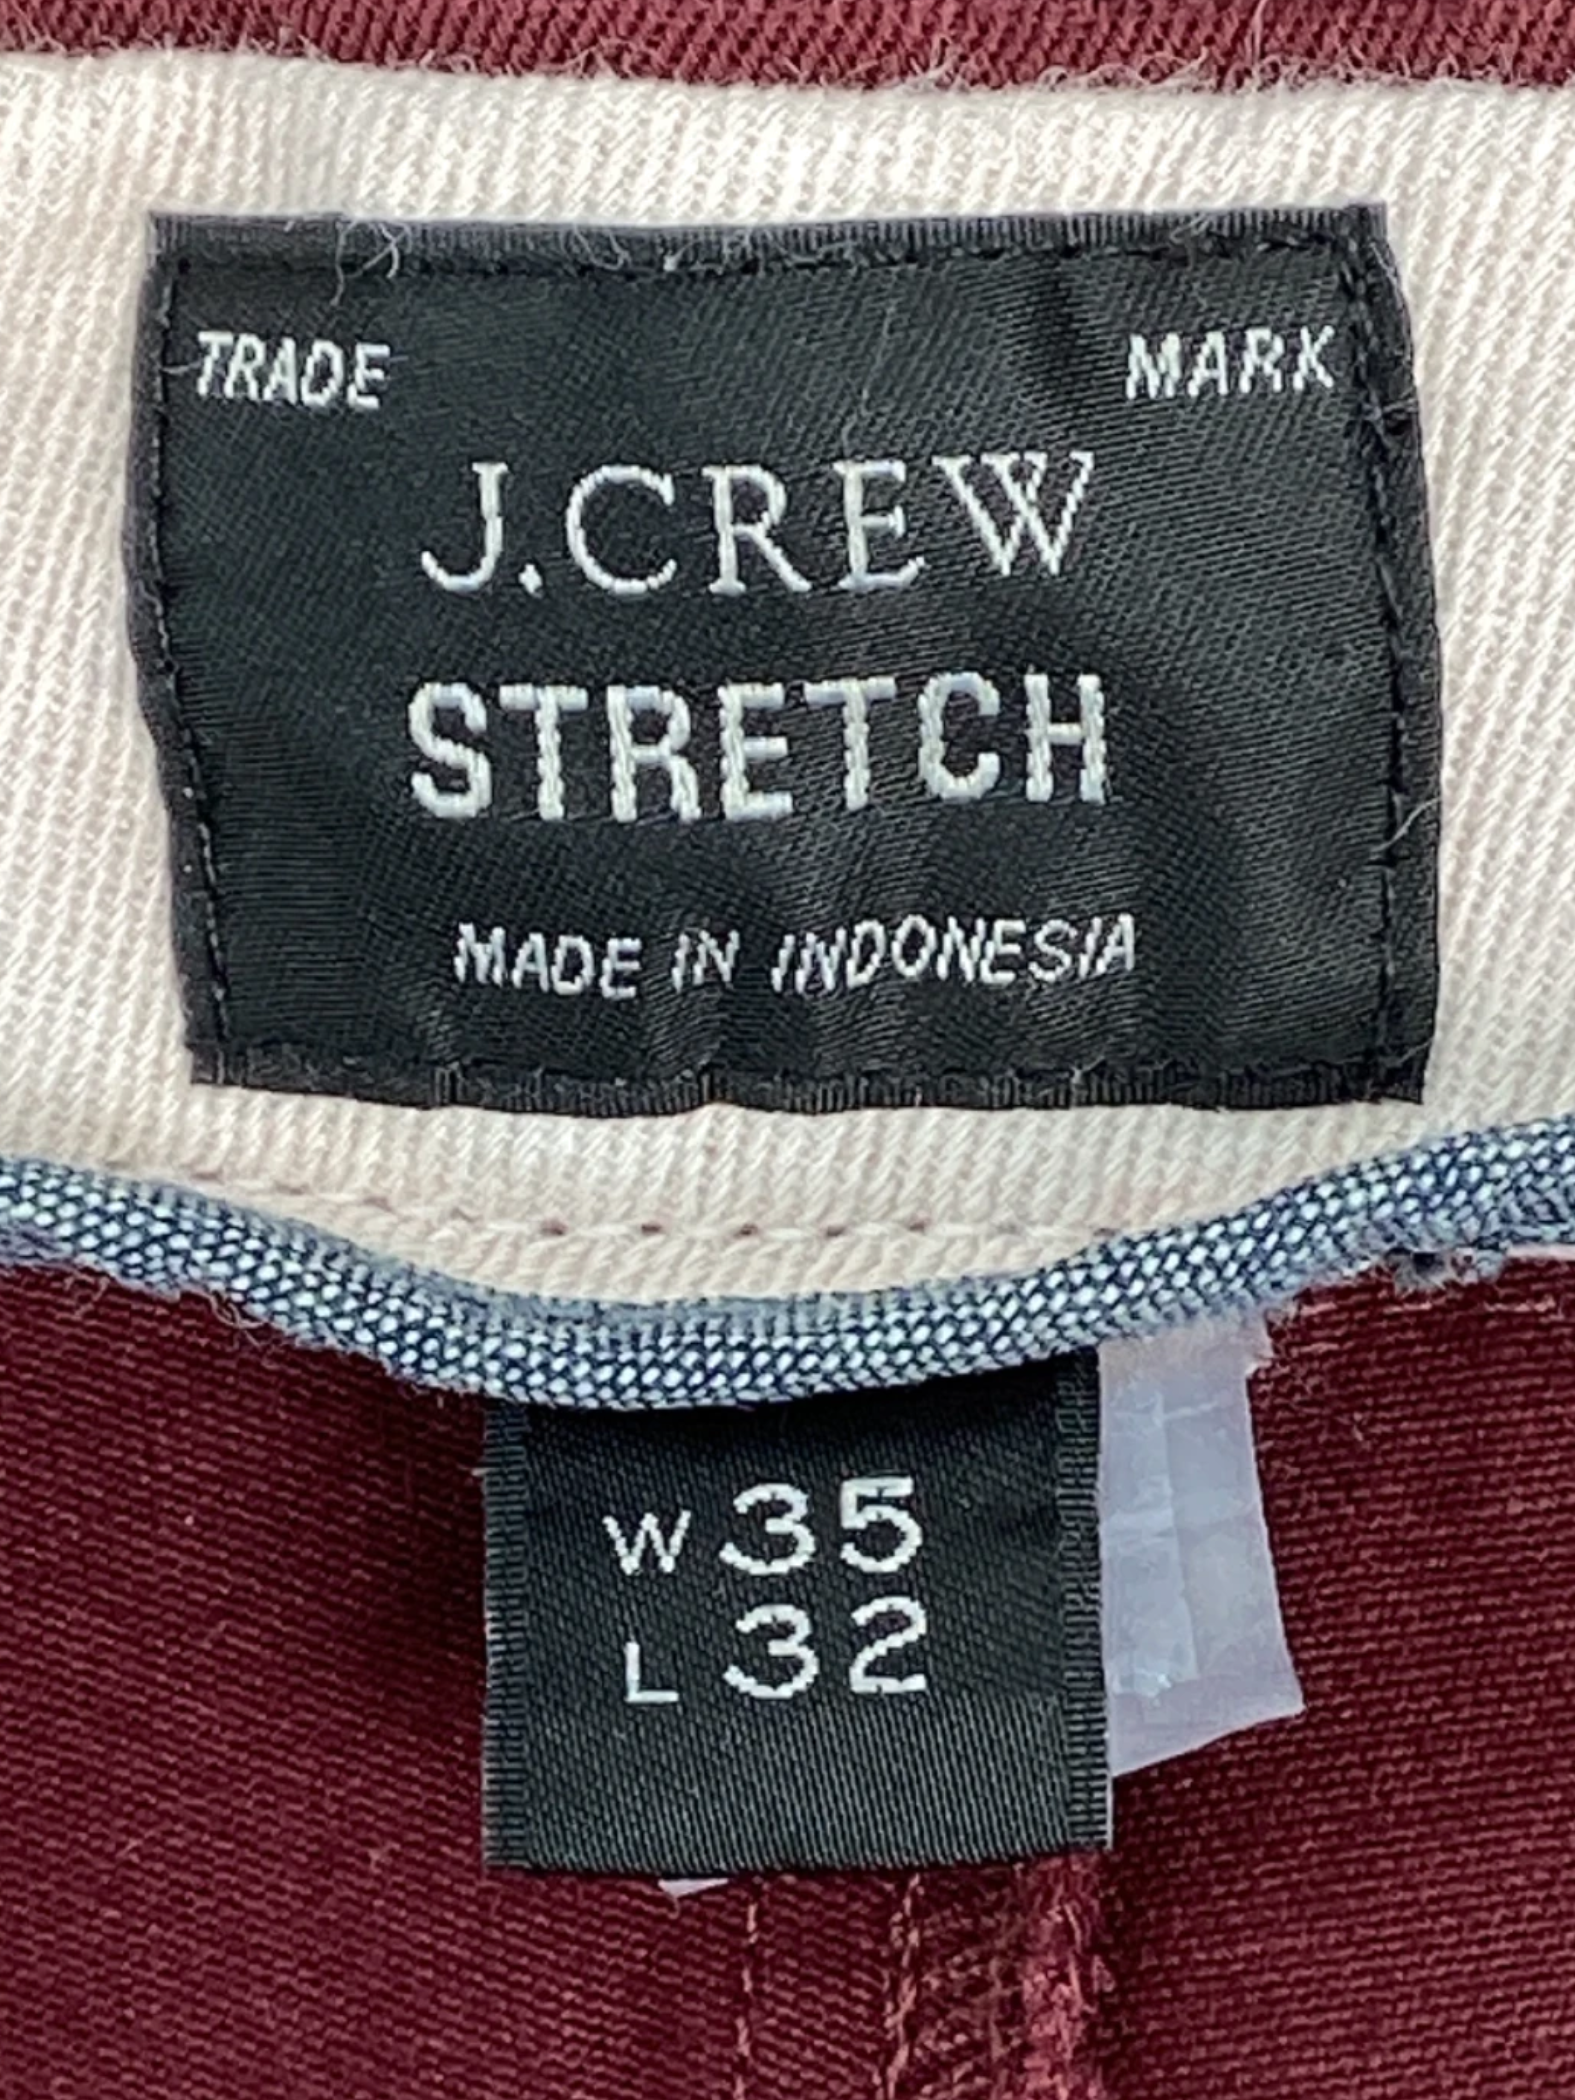 TRADE MARK
J.CREW
STRETCH
MADE IN INDONESIA
W 35
L 32